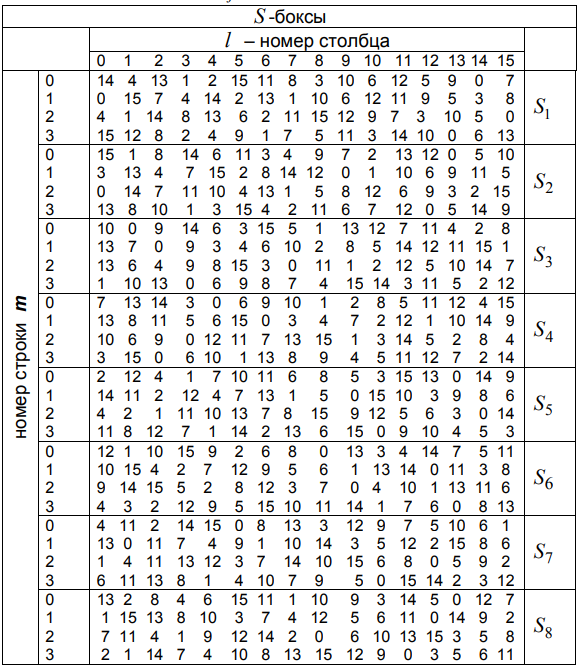 S -боксы
l – номер столбца
0 1 2 3 4 5 6 7 8 9 10 11 12 13 14 15
номер строки m
0 14 4 13 1 2 15 11 8 3 10 6 12 5 9 0 7
1 0 15 7 4 14 2 13 1 10 6 12 11 9 5 3 8
2 4 1 14 8 13 6 2 11 15 12 9 7 3 10 5 0
3 15 12 8 2 4 9 1 7 5 11 3 14 10 0 6 13
S1
0 15 1 8 14 6 11 3 4 9 7 2 13 12 0 5 10
1 3 13 4 7 15 2 8 14 12 0 1 10 6 9 11 5
2 0 14 7 11 10 4 13 1 5 8 12 6 9 3 2 15
3 13 8 10 1 3 15 4 2 11 6 7 12 0 5 14 9
S2
0 10 0 9 14 6 3 15 5 1 13 12 7 11 4 2 8
1 13 7 0 9 3 4 6 10 2 8 5 14 12 11 15 1
2 13 6 4 9 8 15 3 0 11 1 2 12 5 10 14 7
3 1 10 13 0 6 9 8 7 4 15 14 3 11 5 2 12
S3
0 7 13 14 3 0 6 9 10 1 2 8 5 11 12 4 15
1 13 8 11 5 6 15 0 3 4 7 2 12 1 10 14 9
2 10 6 9 0 12 11 7 13 15 1 3 14 5 2 8 4
3 3 15 0 6 10 1 13 8 9 4 5 11 12 7 2 14
S4
0 2 12 4 1 7 10 11 6 8 5 3 15 13 0 14 9
1 14 11 2 12 4 7 13 1 5 0 15 10 3 9 8 6
2 4 2 1 11 10 13 7 8 15 9 12 5 6 3 0 14
3 11 8 12 7 1 14 2 13 6 15 0 9 10 4 5 3
S5
0 12 1 10 15 9 2 6 8 0 13 3 4 14 7 5 11
1 10 15 4 2 7 12 9 5 6 1 13 14 0 11 3 8
2 9 14 15 5 2 8 12 3 7 0 4 10 1 13 11 6
3 4 3 2 12 9 5 15 10 11 14 1 7 6 0 8 13
S6
0 4 11 2 14 15 0 8 13 3 12 9 7 5 10 6 1
1 13 0 11 7 4 9 1 10 14 3 5 12 2 15 8 6
2 1 4 11 13 12 3 7 14 10 15 6 8 0 5 9 2
3 6 11 13 8 1 4 10 7 9 5 0 15 14 2 3 12
S7
0 13 2 8 4 6 15 11 1 10 9 3 14 5 0 12 7
1 1 15 13 8 10 3 7 4 12 5 6 11 0 14 9 2
2 7 11 4 1 9 12 14 2 0 6 10 13 15 3 5 8
3 2 1 14 7 4 10 8 13 15 12 9 0 3 5 6 11
S8